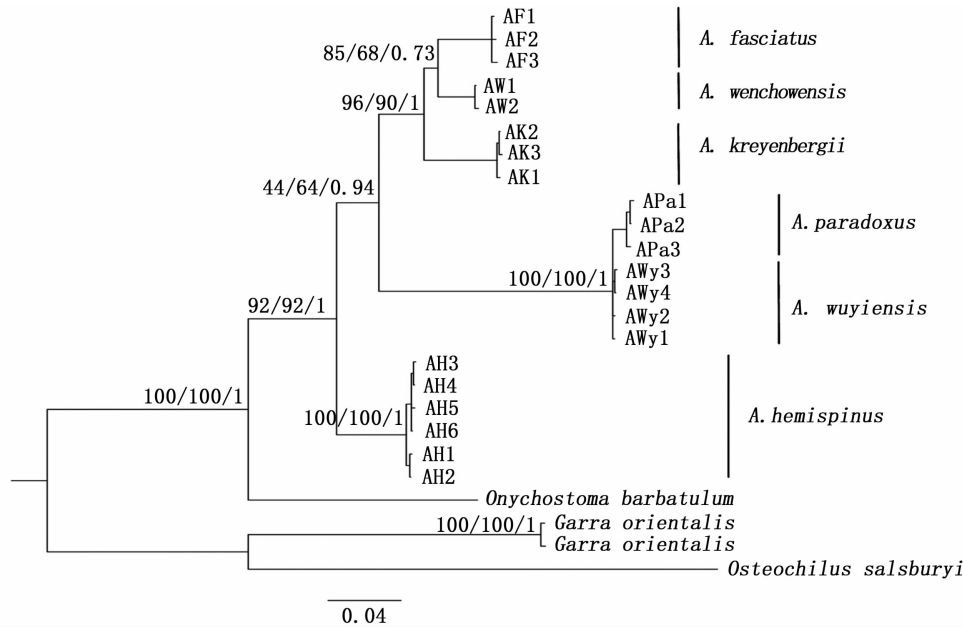 AF1
AF2
AF3
A. fasciatus
85/68/0.73
AW1
AW2
A. wenchowensis
96/90/1
AK2
AK3
AK1
A. kreyenbergii
44/64/0.94
APa1
APa2
APa3
A.paradoxus
100/100/1
AWy3
AWy4
AWy2
AWy1
A. wuyiensis
92/92/1
AH3
AH4
AH5
AH6
AH1
AH2
100/100/1
A.hemispinus
100/100/1
Onychostoma barbatulum
100/100/1
Garra orientalis
Garra orientalis
Osteochilus salsburyi
0.04